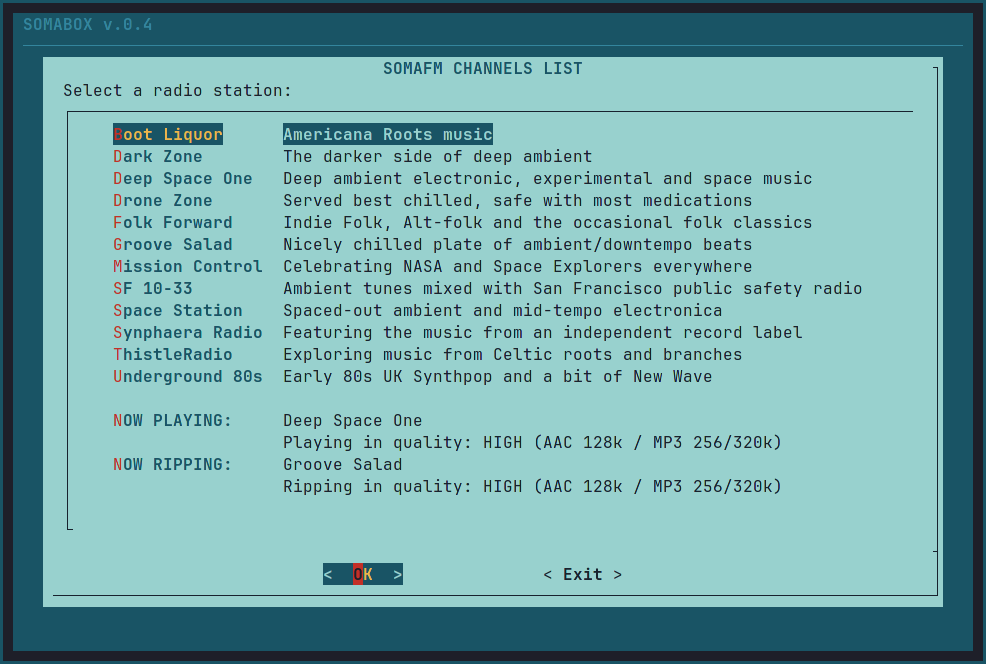 SOMABOX v.0.4
SOMAFM CHANNELS LIST
Select a radio station:
Boot Liquor Americana Roots music
Dark Zone The darker side of deep ambient
Deep Space One Deep ambient electronic, experimental and space music
Drone Zone Served best chilled, safe with most medications
Folk Forward Indie Folk, Alt-folk and the occasional folk classics
Groove Salad Nicely chilled plate of ambient/downtempo beats
Mission Control Celebrating NASA and Space Explorers everywhere
SF 10-33 Ambient tunes mixed with San Francisco public safety radio
Space Station Spaced-out ambient and mid-tempo electronica
Synphaera Radio Featuring the music from an independent record label
ThistleRadio Exploring music from Celtic roots and branches
Underground 80s Early 80s UK Synthpop and a bit of New Wave
NOW PLAYING: Deep Space One
Playing in quality: HIGH (AAC 128k / MP3 256/320k)
NOW RIPPING: Groove Salad
Ripping in quality: HIGH (AAC 128k / MP3 256/320k)
< OK > < Exit >